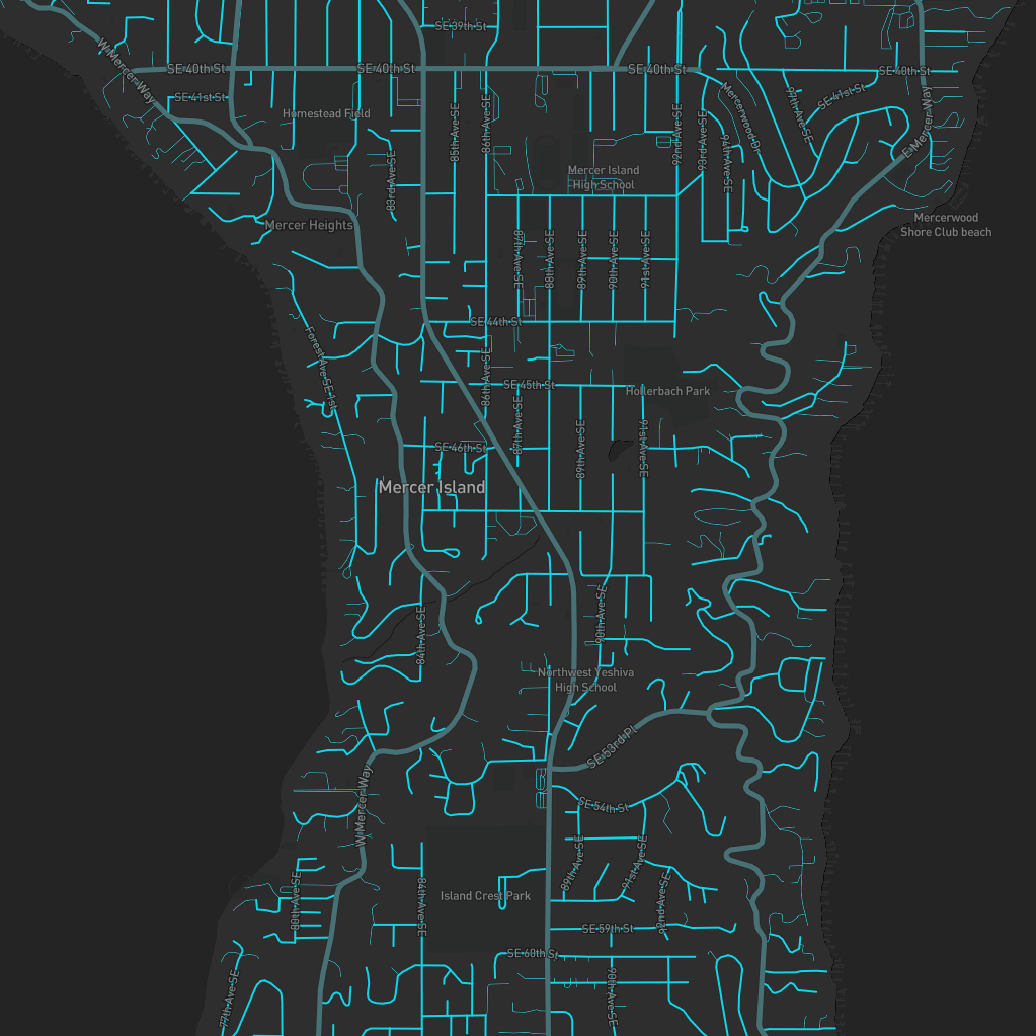 SE 39th St
W Mercer Way
SE 40th St
SE 40th St
SE 40th St
SE 40th St
SE 41st St
Homestead Field
85th Ave SE
86th Ave SE
92nd Ave SE
93rd Ave SE
Mercerwood Dr
94th Ave SE
97th Ave SE
SE 41st St
E Mercer Way
83rd Ave SE
Mercer Island
High School
Mercer Heights
Mercerwood
Shore Club beach
87th Ave SE
88th Ave SE
89th Ave SE
90th Ave SE
91st Ave SE
SE 44th St
Forest Ave SE 1st
86th Ave SE
SE 45th St
Hollerbach Park
87th Ave SE
89th Ave SE
91st Ave SE
SE 46th St
Mercer Island
84th Ave SE
90th Ave SE
Northwest Yeshiva
High School
SE 53rd Pl
W Mercer Way
SE 54th St
89th Ave SE
91st Ave SE
92nd Ave SE
80th Ave SE
84th Ave SE
Island Crest Park
SE 59th St
SE 60th St
77th Ave SE
90th Ave SE